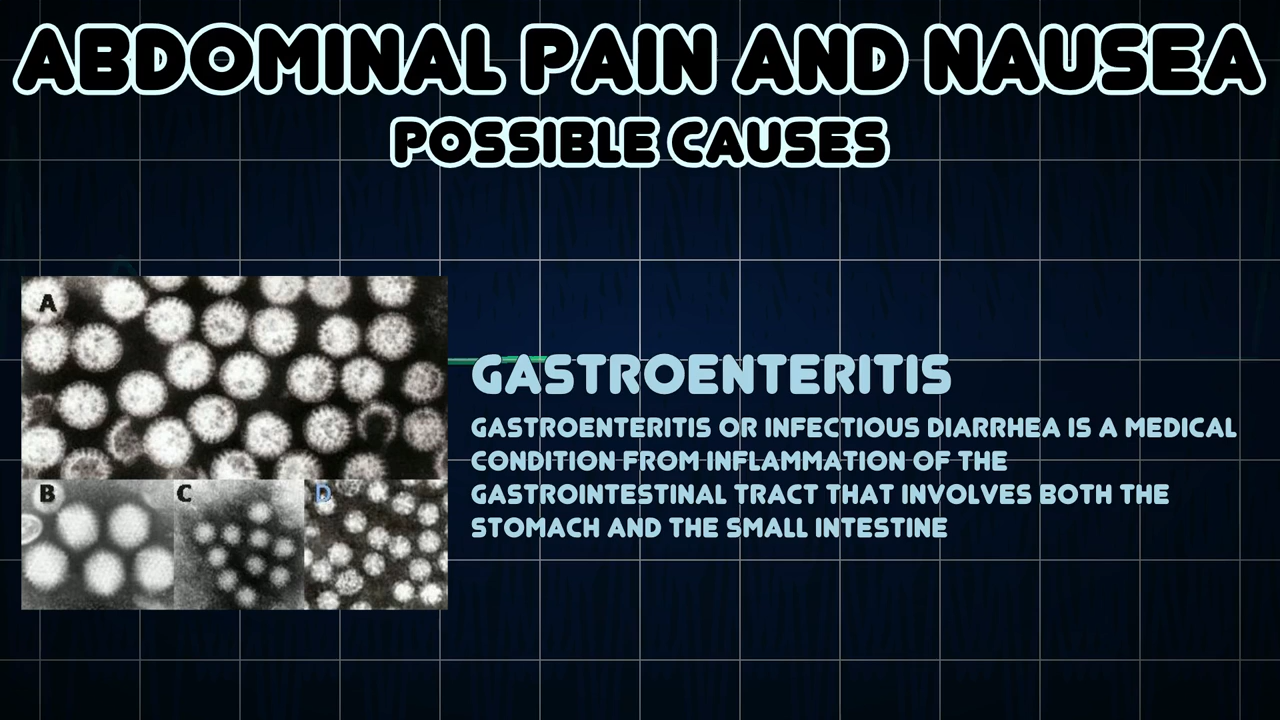 ABDOMINAL PAIN AND NAUSEA
POSSIBLE CAUSES
A
B
C
D
GASTROENTERITIS
GASTROENTERITIS OR INFECTIOUS DIARRHEA IS A MEDICAL
CONDITION FROM INFLAMMATION OF THE
GASTROINTESTINAL TRACT THAT INVOLVES BOTH THE
STOMACH AND THE SMALL INTESTINE